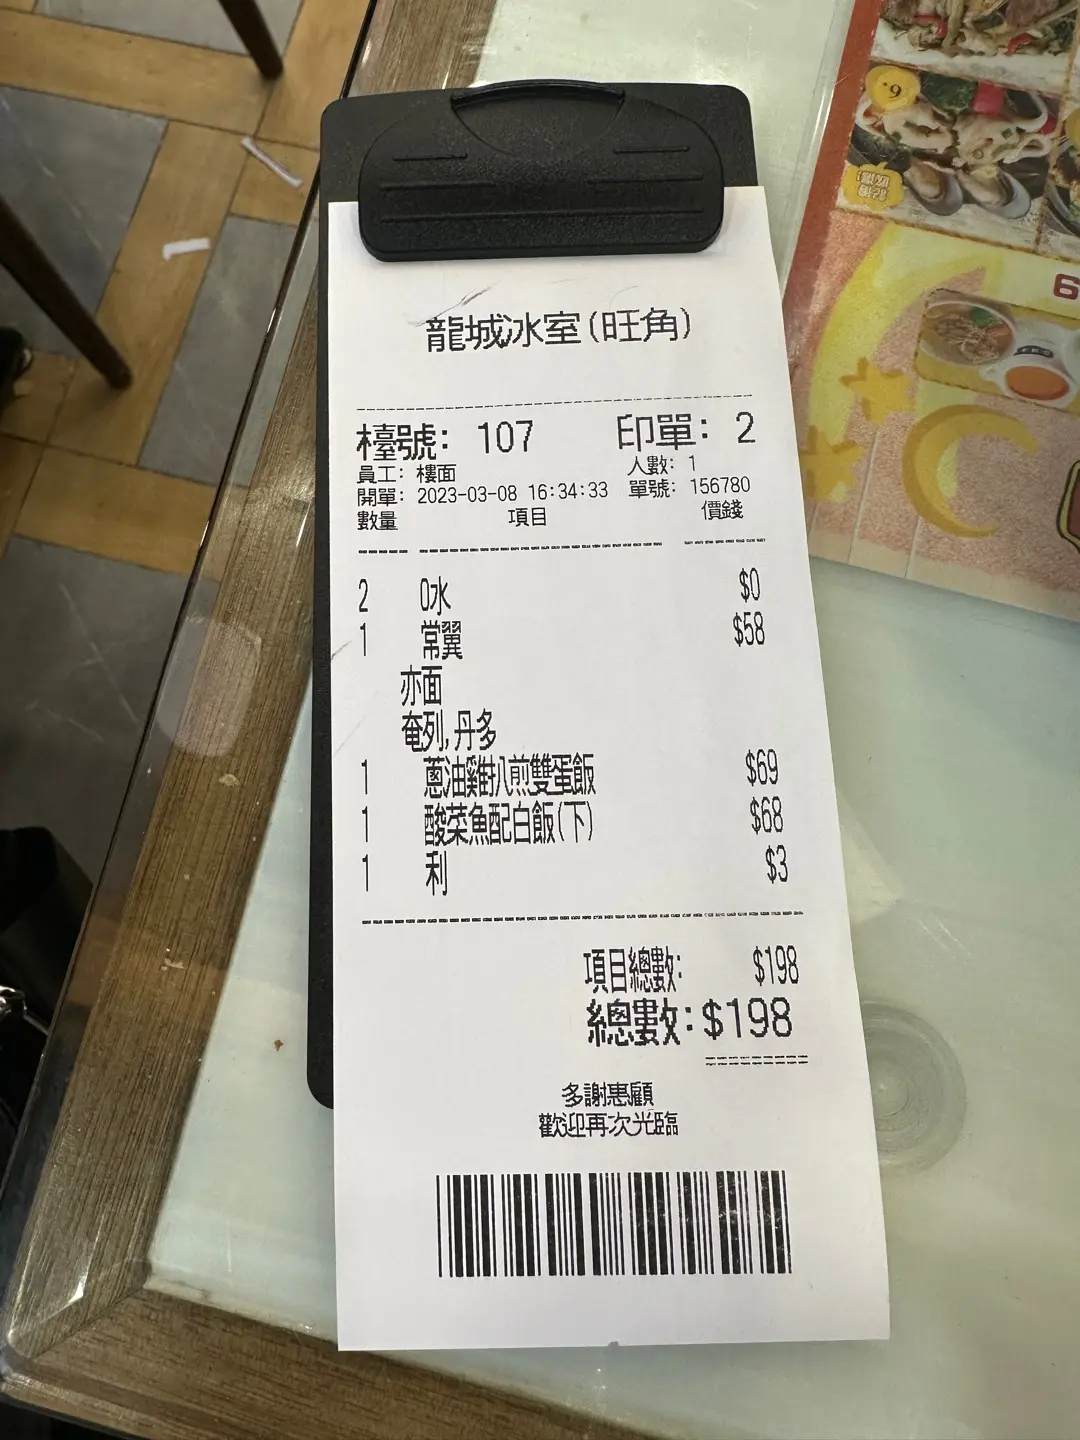 龍城冰室(旺角)
檯號: 107 印單: 2
員工: 樓面 人數: 1
開單: 2023-03-08 16:34:33 單號: 156780
數量 項目 價錢
2 0水 $0
1 常翼 $58
亦面
奄列,丹多
1 蔥油雞扒煎雙蛋飯 $69
1 酸菜魚配白飯(下) $68
1 利 $3
項目總數: $198
總數: $198
多謝惠顧
歡迎再次光臨
6